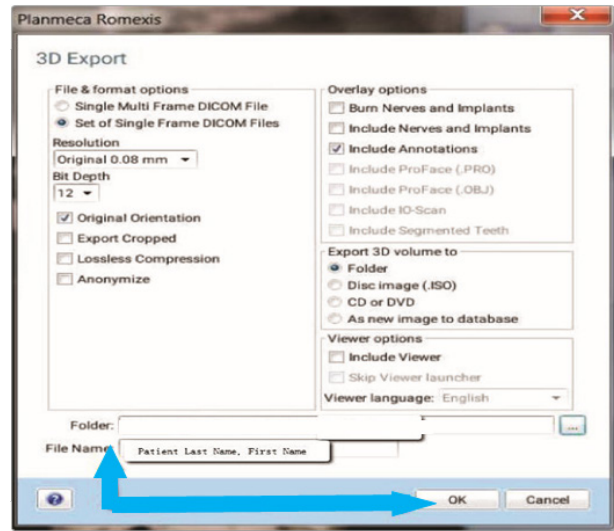 Planmeca Romexis
3D Export
File & format options
Single Multi Frame DICOM File
Set of Single Frame DICOM Files
Resolution
Original 0.08 mm
Bit Depth
12
Original Orientation
Export Cropped
Lossless Compression
Anonymize
Overlay options
Burn Nerves and Implants
Include Nerves and Implants
Include Annotations
Include ProFace (.PRO)
Include ProFace (.OBJ)
Include IO-Scan
Include Segmented Teeth
Export 3D volume to
Folder
Disc image (.ISO)
CD or DVD
As new image to database
Viewer options
Include Viewer
Skip Viewer launcher
Viewer language: English
Folder:
...
File Name:
Patient Last Name, First Name
?
OK
Cancel